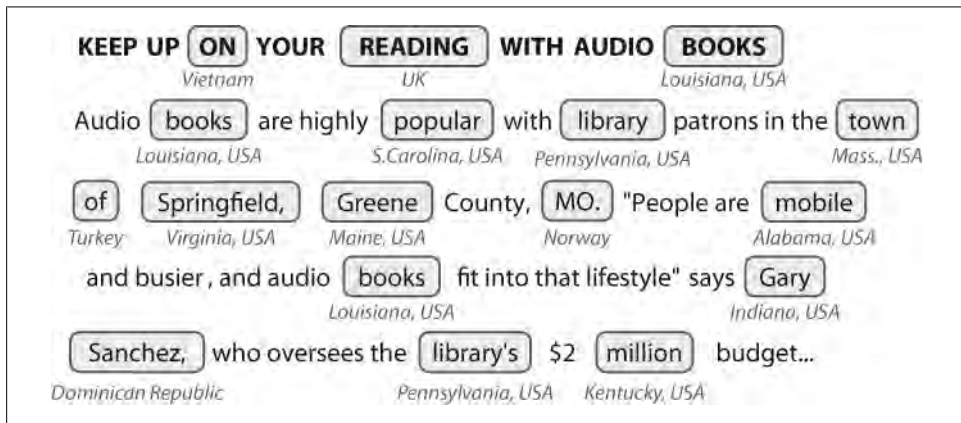 KEEP UP ON YOUR READING WITH AUDIO BOOKS
Vietnam UK Louisiana, USA
Audio books are highly popular with library patrons in the town
Louisiana, USA S.Carolina, USA Pennsylvania, USA Mass., USA
of Springfield, Greene County, MO. "People are mobile
Turkey Virginia, USA Maine, USA Norway Alabama, USA
and busier , and audio books fit into that lifestyle" says Gary
Louisiana, USA Indiana, USA
Sanchez, who oversees the library's $2 million budget...
Dominican Republic Pennsylvania, USA Kentucky, USA